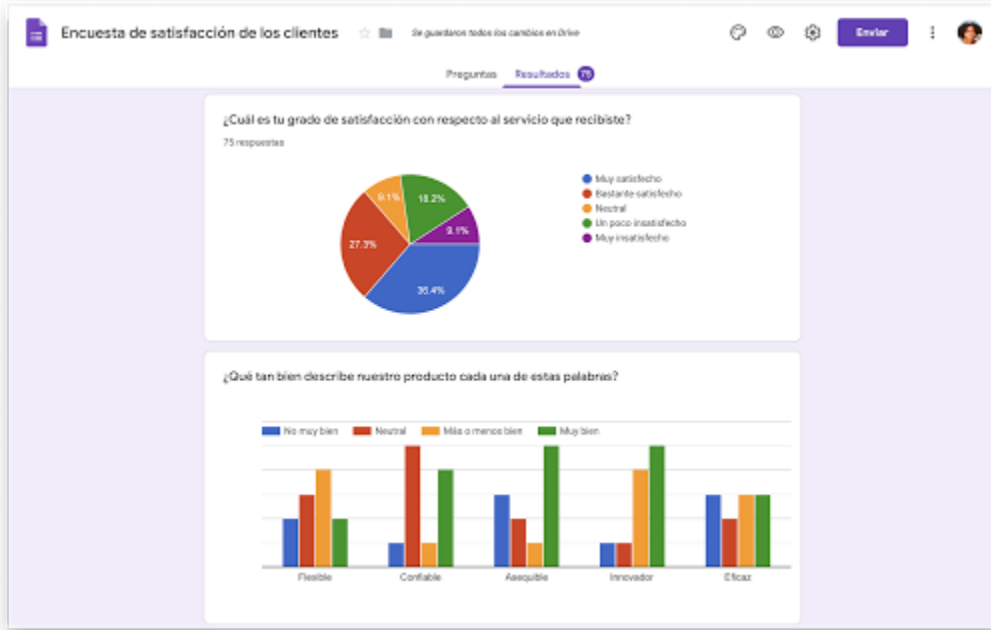 Encuesta de satisfacción de los clientes
Se guardaron todos los cambios en Drive
Enviar
Preguntas Resultados 75
¿Cuál es tu grado de satisfacción con respecto al servicio que recibiste?
75 respuestas
9.1%
18.2%
27.3%
9.1%
36.4%
Muy satisfecho
Bastante satisfecho
Neutral
Un poco insatisfecho
Muy insatisfecho
¿Qué tan bien describe nuestro producto cada una de estas palabras?
No muy bien Neutral Más o menos bien Muy bien
Flexible Confiable Asequible Innovador Eficaz